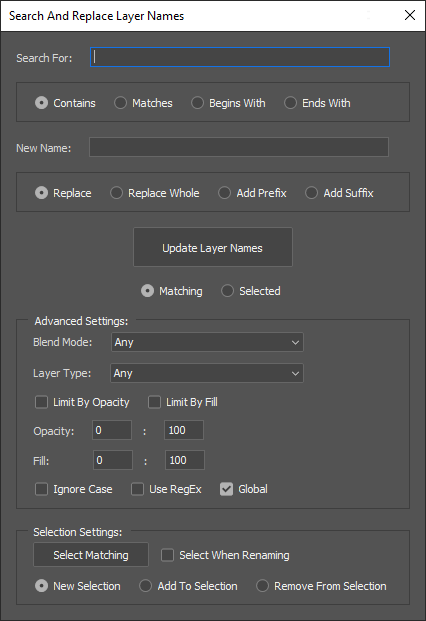 Search And Replace Layer Names
Search For:
Contains Matches Begins With Ends With
New Name:
Replace Replace Whole Add Prefix Add Suffix
Update Layer Names
Matching Selected
Advanced Settings:
Blend Mode: Any
Layer Type: Any
Limit By Opacity Limit By Fill
Opacity: 0 : 100
Fill: 0 : 100
Ignore Case Use RegEx Global
Selection Settings:
Select Matching Select When Renaming
New Selection Add To Selection Remove From Selection